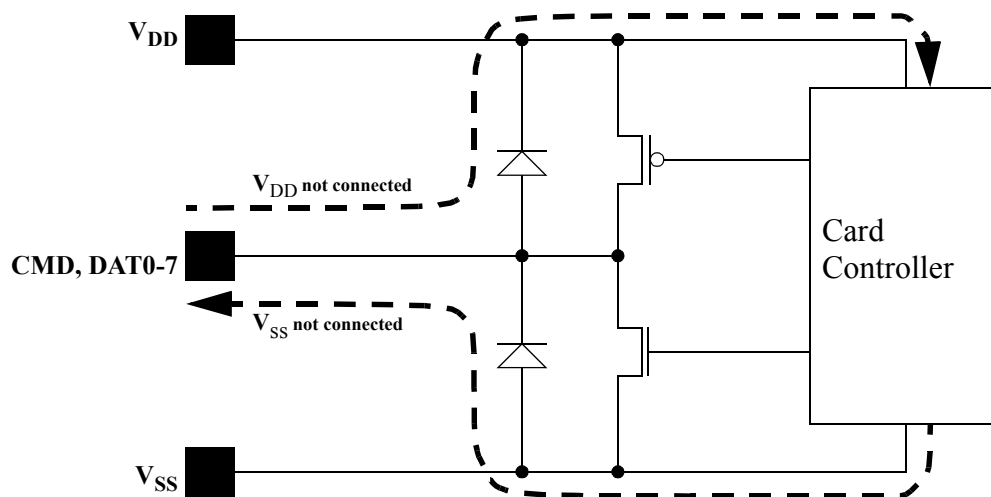 VDD
VDD not connected
CMD, DAT0-7
VSS not connected
VSS
Card
Controller